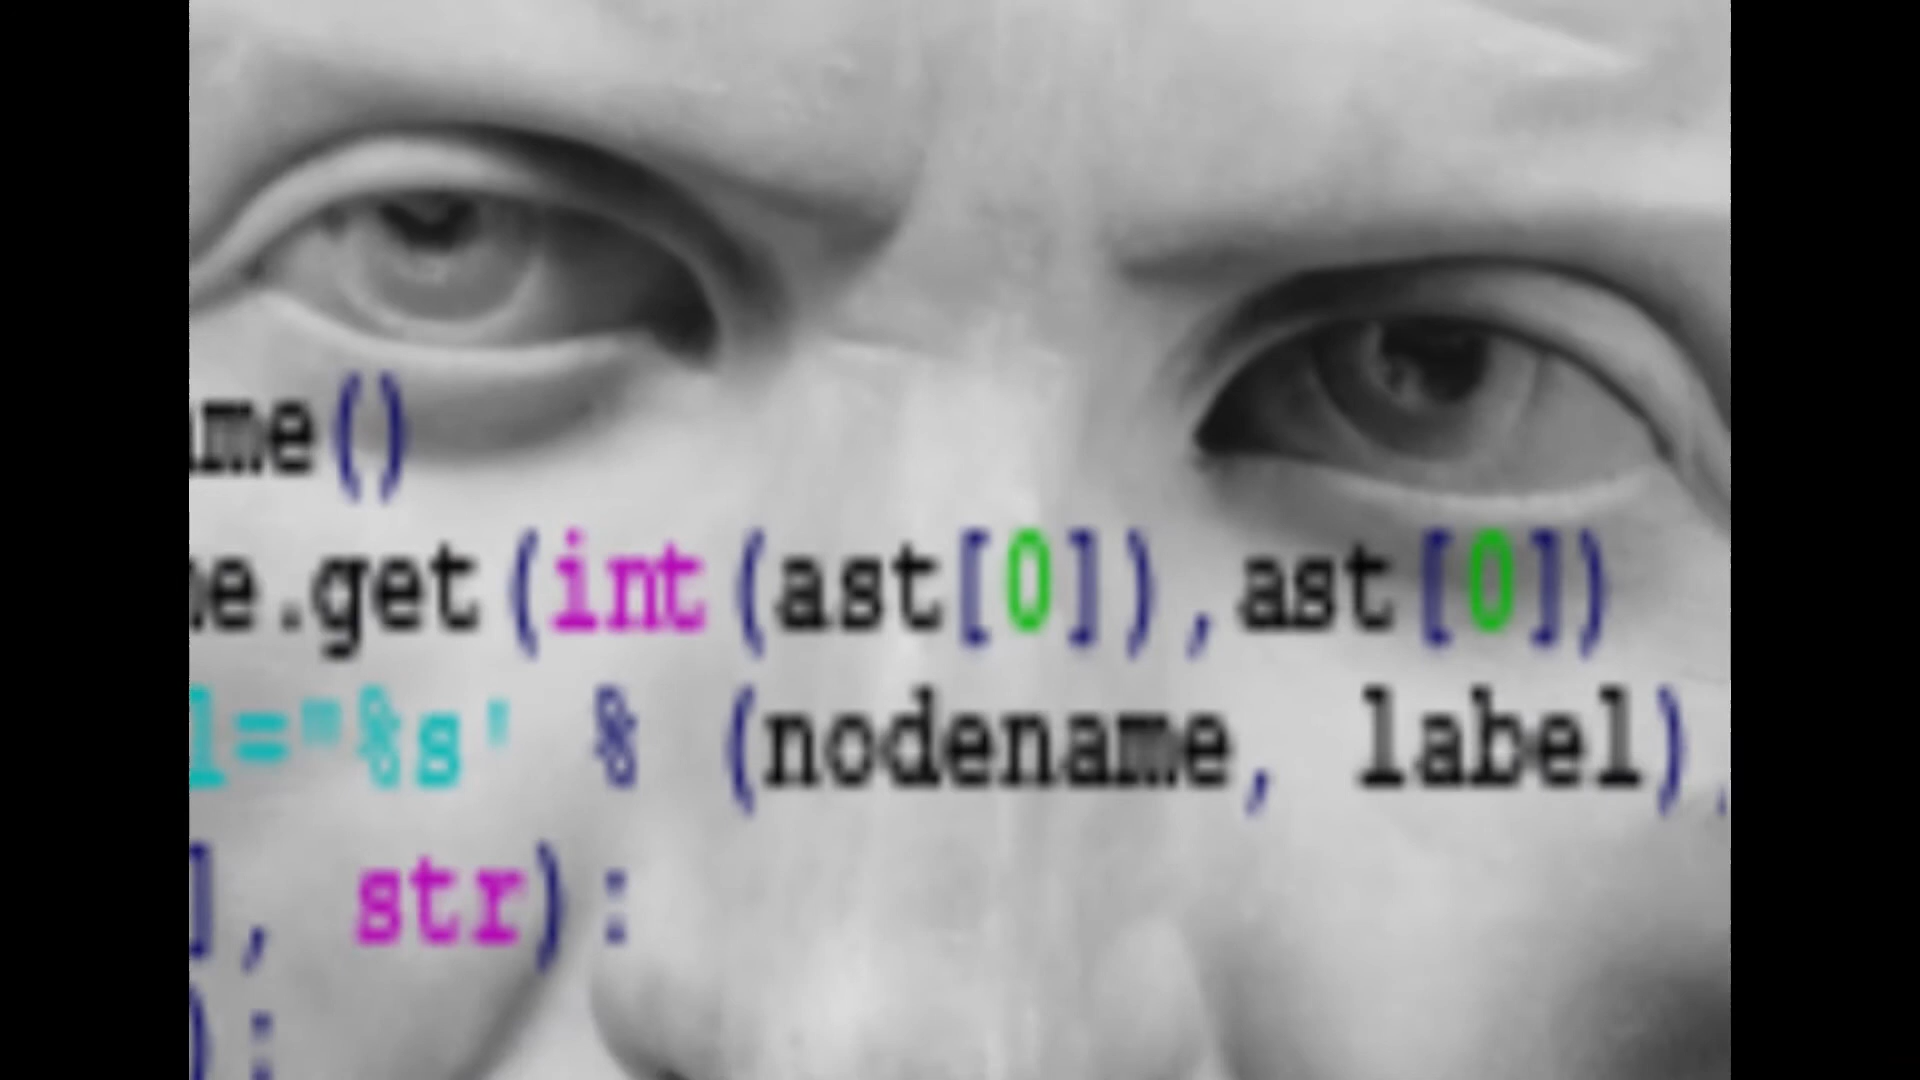 ame()
e.get(int(ast[0]),ast[0])
l="%s' % (nodename, label),
], str):
):